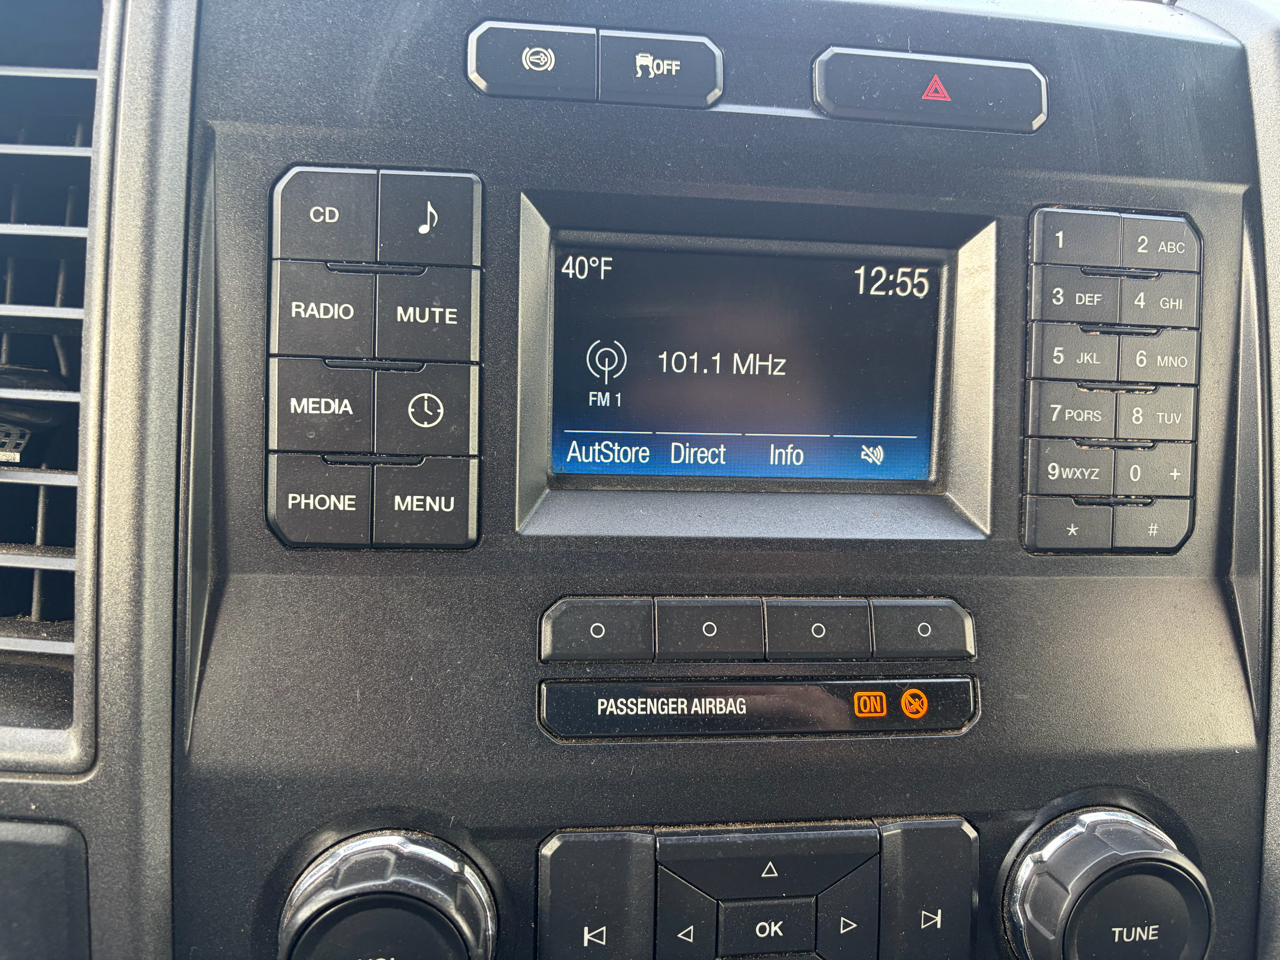 OFF
CD
RADIO MUTE
MEDIA
PHONE MENU
40°F 12:55
101.1 MHz
FM 1
AutStore Direct Info
1 2 ABC
3 DEF 4 GHI
5 JKL 6 MNO
7 PQRS 8 TUV
9 WXYZ 0 +
* #
PASSENGER AIRBAG ON
OK
TUNE